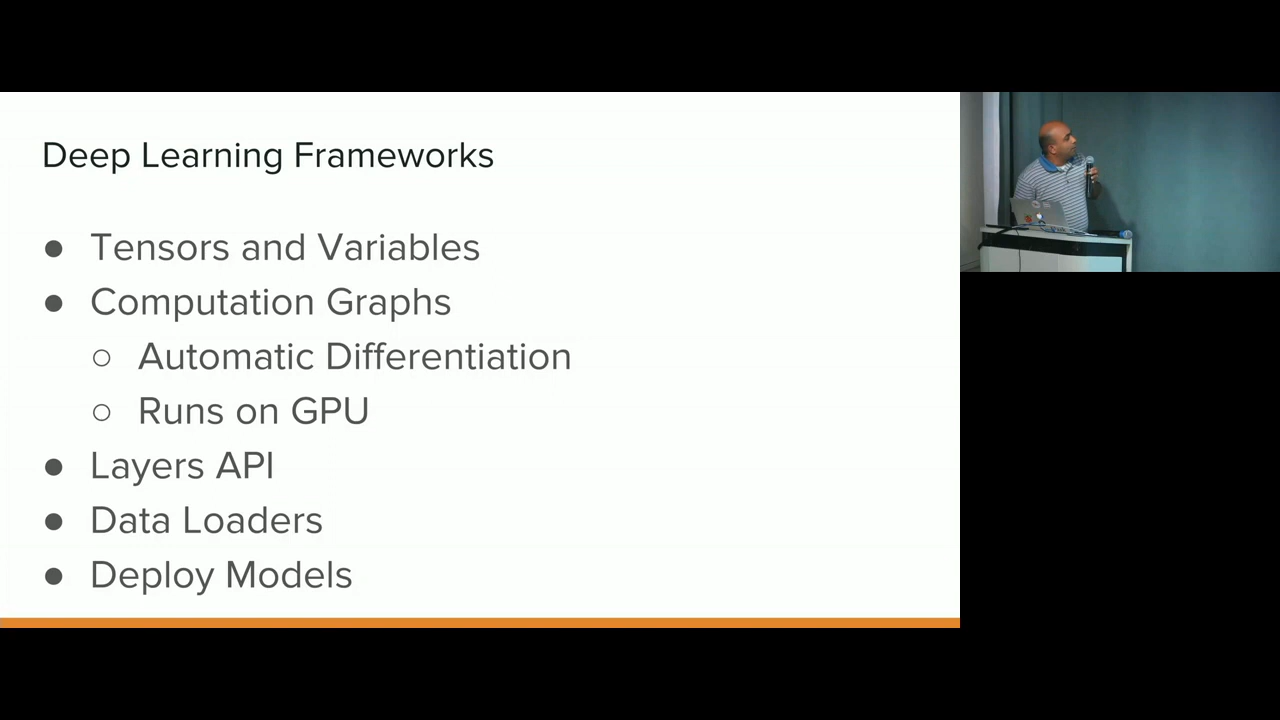 Deep Learning Frameworks
● Tensors and Variables
● Computation Graphs
○ Automatic Differentiation
○ Runs on GPU
● Layers API
● Data Loaders
● Deploy Models